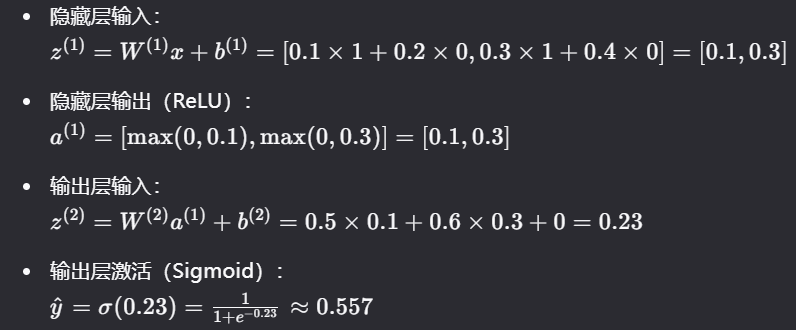 • 隐藏层输入：
z⁽¹⁾ = W⁽¹⁾x + b⁽¹⁾ = [0.1 × 1 + 0.2 × 0, 0.3 × 1 + 0.4 × 0] = [0.1, 0.3]
• 隐藏层输出（ReLU）：
a⁽¹⁾ = [max(0, 0.1), max(0, 0.3)] = [0.1, 0.3]
• 输出层输入：
z⁽²⁾ = W⁽²⁾a⁽¹⁾ + b⁽²⁾ = 0.5 × 0.1 + 0.6 × 0.3 + 0 = 0.23
• 输出层激活（Sigmoid）：
ŷ = σ(0.23) = 1/(1+e^{−0.23}) ≈ 0.557